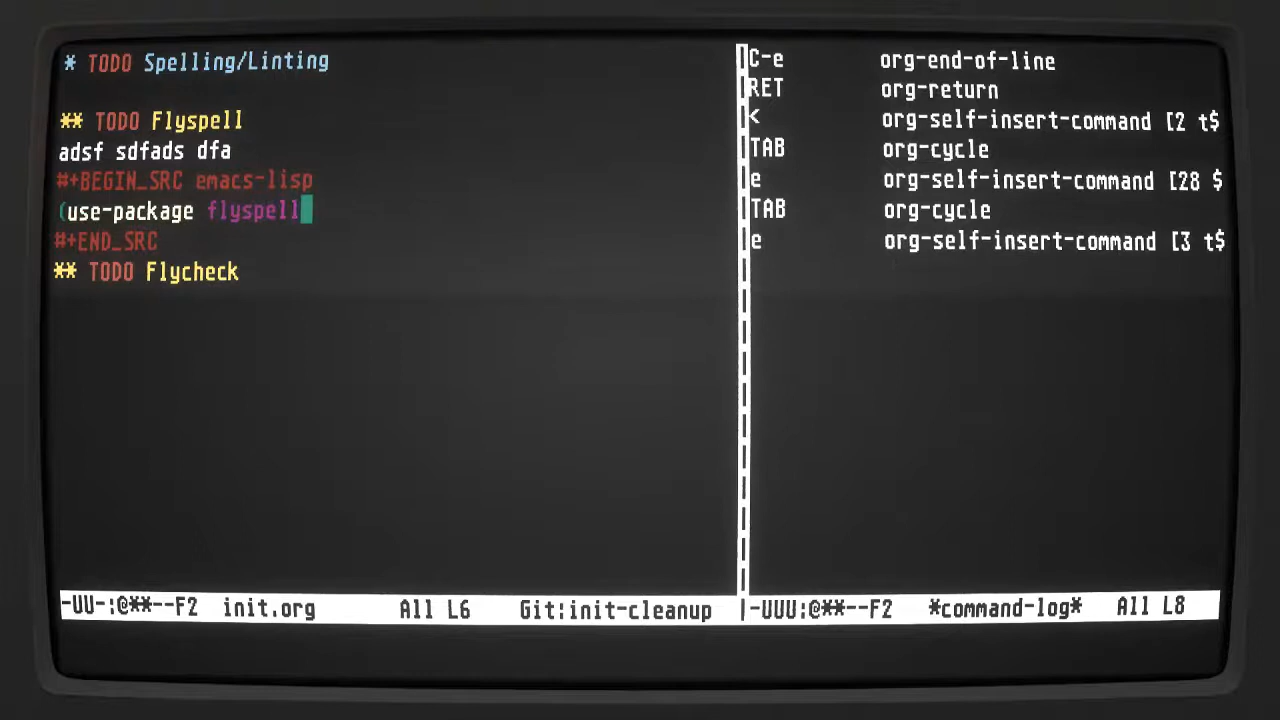 * TODO Spelling/Linting
** TODO Flyspell
adsf sdfads dfa
#+BEGIN_SRC emacs-lisp
(use-package flyspell
#+END_SRC
** TODO Flycheck
-UU-:@**--F2 init.org All L6 Git:init-cleanup
C-e org-end-of-line
RET org-return
< org-self-insert-command [2 t$
TAB org-cycle
e org-self-insert-command [28 $
TAB org-cycle
e org-self-insert-command [3 t$
|-UUU:@**--F2 *command-log* All L8